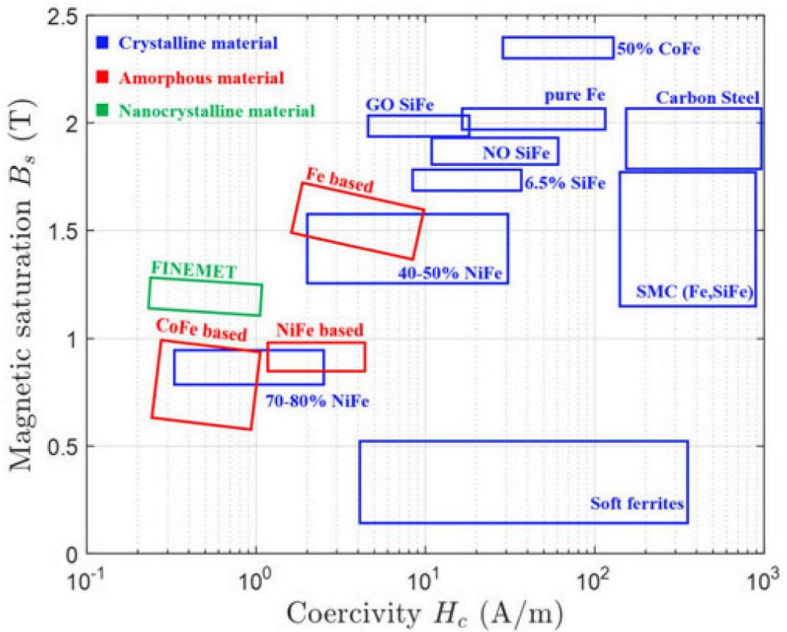 2.5
Crystalline material
50% CoFe
Amorphous material
pure Fe
Carbon Steel
GO SiFe
Nanocrystalline material
2
NO SiFe
Fe based
6.5% SiFe
1.5
FINEMET
40-50% NiFe
SMC (Fe,SiFe)
CoFe based
NiFe based
1
70-80% NiFe
0.5
Soft ferrites
0
10⁻¹
10⁰
10¹
10²
10³
Magnetic saturation Bₛ (T)
Coercivity H꜀ (A/m)